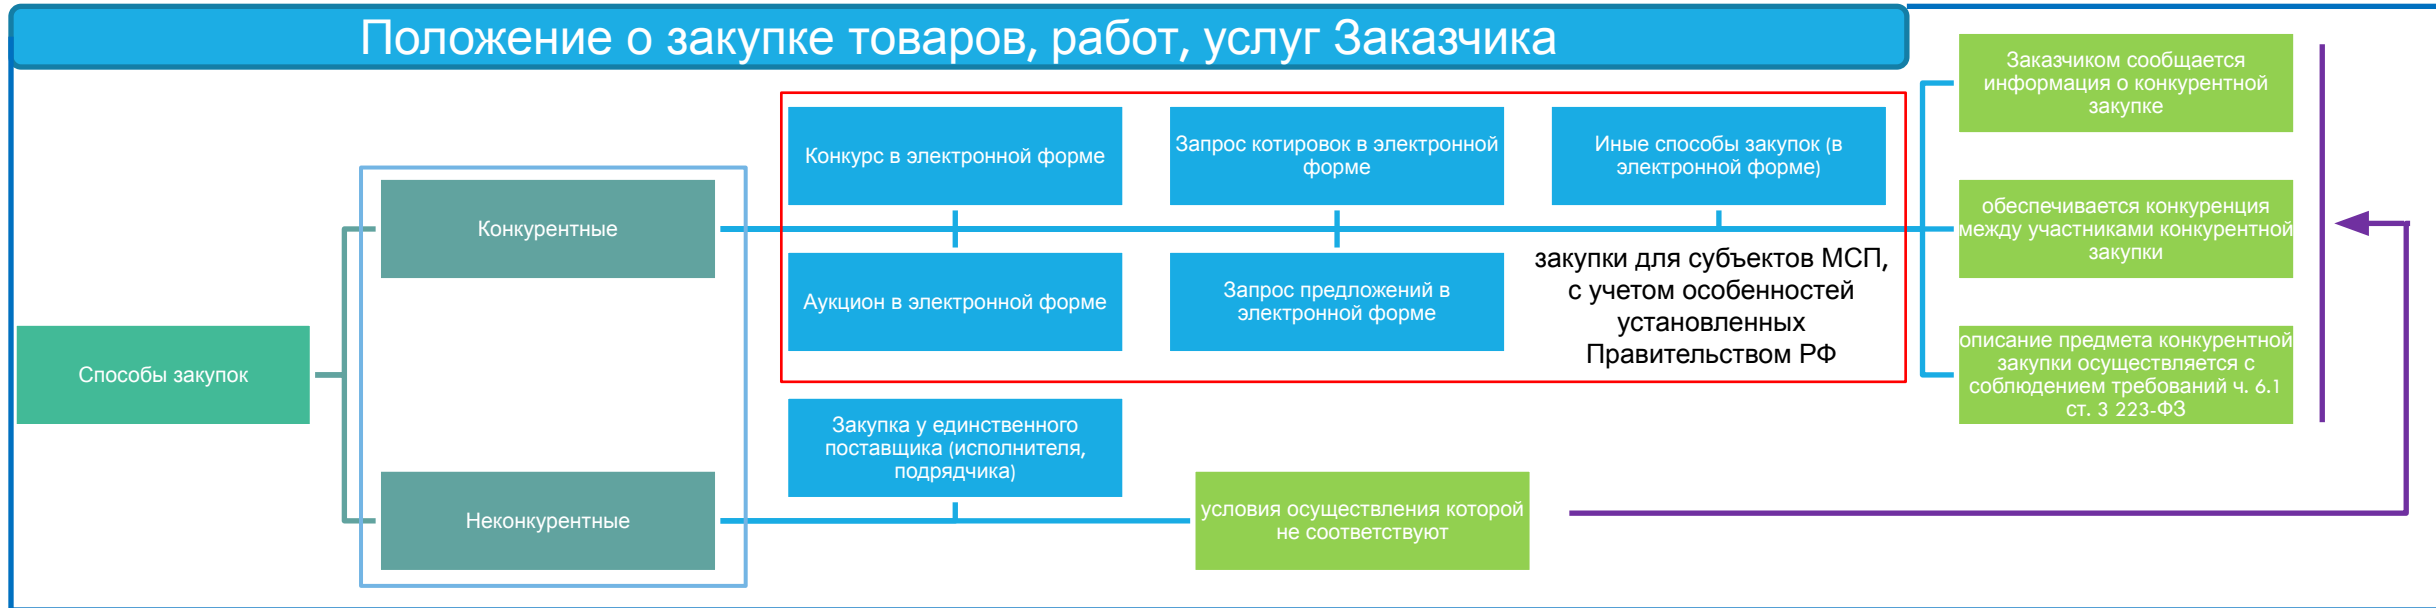 Положение о закупке товаров, работ, услуг Заказчика
Способы закупок
Конкурентные
Неконкурентные
Конкурс в электронной форме
Запрос котировок в электронной
форме
Иные способы закупок (в
электронной форме)
Аукцион в электронной форме
Запрос предложений в
электронной форме
закупки для субъектов МСП,
с учетом особенностей
установленных
Правительством РФ
Закупка у единственного
поставщика (исполнителя,
подрядчика)
условия осуществления которой
не соответствуют
Заказчиком сообщается
информация о конкурентной
закупке
обеспечивается конкуренция
между участниками конкурентной
закупки
описание предмета конкурентной
закупки осуществляется с
соблюдением требований ч. 6.1
ст. 3 223-ФЗ